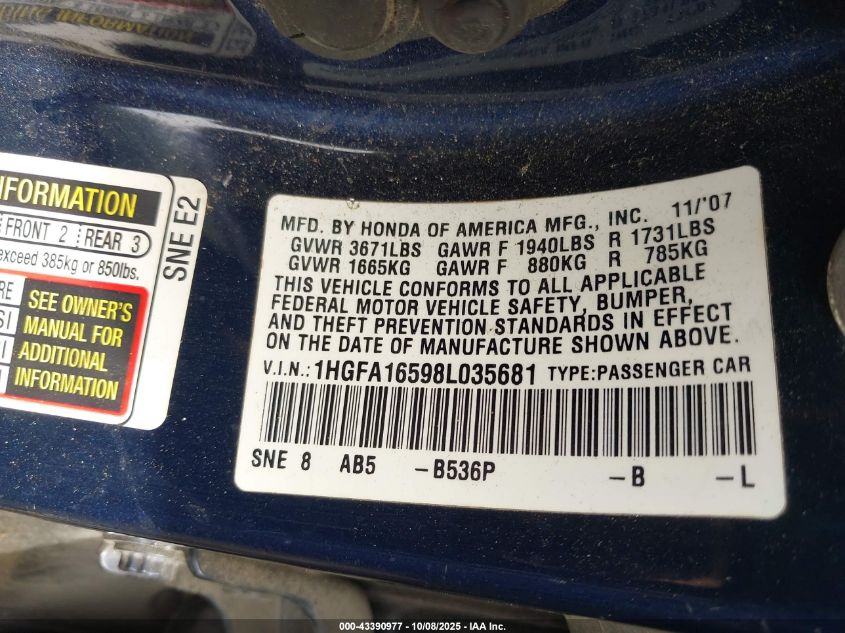 INFORMATION
FRONT 2 REAR 3
exceed 385kg or 850lbs.
SEE OWNER'S
MANUAL FOR
ADDITIONAL
INFORMATION
SNE E2
MFD. BY HONDA OF AMERICA MFG., INC. 11/'07
GVWR 3671LBS GAWR F 1940LBS R 1731LBS
GVWR 1665KG GAWR F 880KG R 785KG
THIS VEHICLE CONFORMS TO ALL APPLICABLE
FEDERAL MOTOR VEHICLE SAFETY, BUMPER,
AND THEFT PREVENTION STANDARDS IN EFFECT
ON THE DATE OF MANUFACTURE SHOWN ABOVE.
V.I.N.: 1HGFA16598L035681 TYPE:PASSENGER CAR
SNE 8 AB5 -B536P -B -L
000-43390977 - 10/08/2025 - IAA Inc.